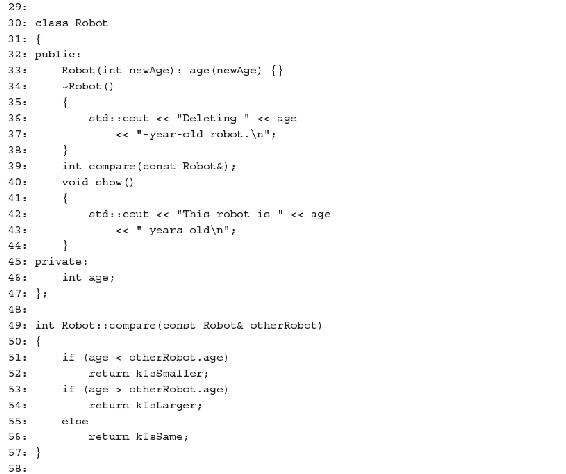 29:
30: class Robot
31: {
32: public:
33:     Robot(int newAge): age(newAge) {}
34:     ~Robot()
35:     {
36:         std::cout << "Deleting " << age
37:             << "-year-old robot.\n";
38:     }
39:     int compare(const Robot&);
40:     void show()
41:     {
42:         std::cout << "This robot is " << age
43:             << " years old\n";
44:     }
45: private:
46:     int age;
47: };
48:
49: int Robot::compare(const Robot& otherRobot)
50: {
51:     if (age < otherRobot.age)
52:         return kIsSmaller;
53:     if (age > otherRobot.age)
54:         return kIsLarger;
55:     else
56:         return kIsSame;
57: }
58: